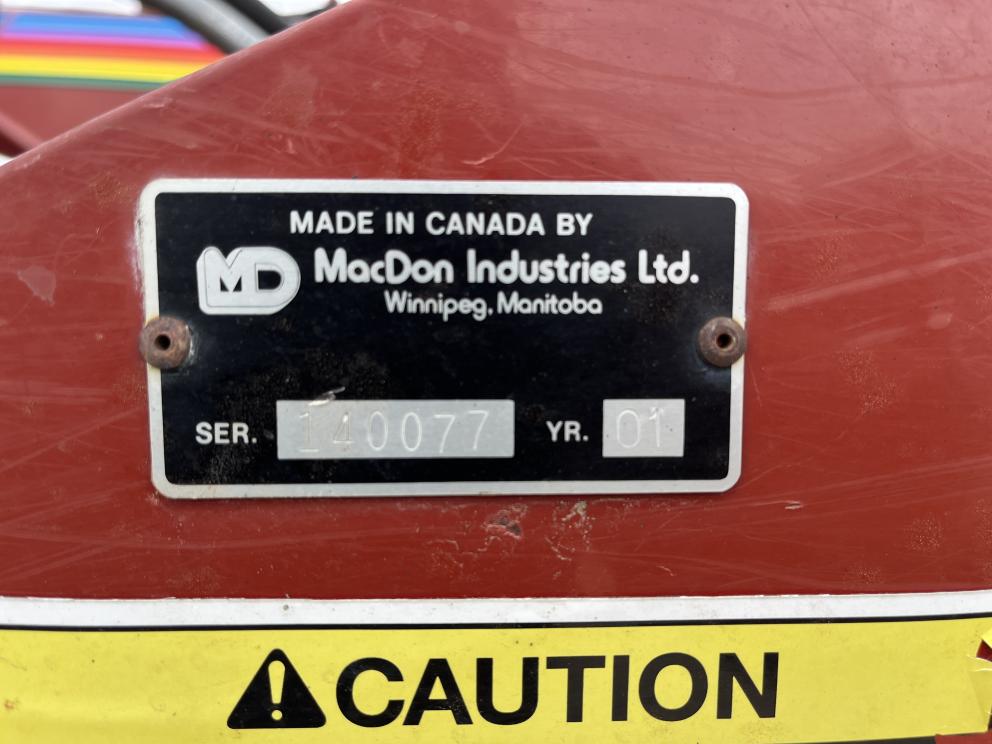 MADE IN CANADA BY
MD MacDon Industries Ltd.
Winnipeg, Manitoba
SER. 140077 YR. 01
CAUTION